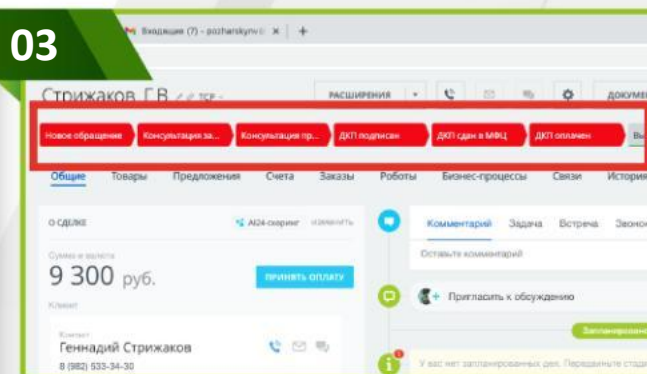 03
Входящие (7) - pozharskynv@ × +
Стрижаков Г.В TCP
РАСШИРЕНИЯ
ДОКУМЕ
Новое обращение Консультация за... Консультация пр... ДКП подписан ДКП сдан в МФЦ ДКП оплачен Вы
Общие Товары Предложения Счета Заказы Роботы Бизнес-процессы Связи История
О СДЕЛКЕ AI24-скоринг ИЗМЕНИТЬ
Комментарий Задача Встреча Звонок
Сумма и валюта
Оставьте комментарий
9 300 руб. ПРИНЯТЬ ОПЛАТУ
Клиент
+ Пригласить к обсуждению
Запланировано
Контакт
Геннадий Стрижаков
8 (982) 533-34-30
У вас нет запланированных дел. Передвиньте стади